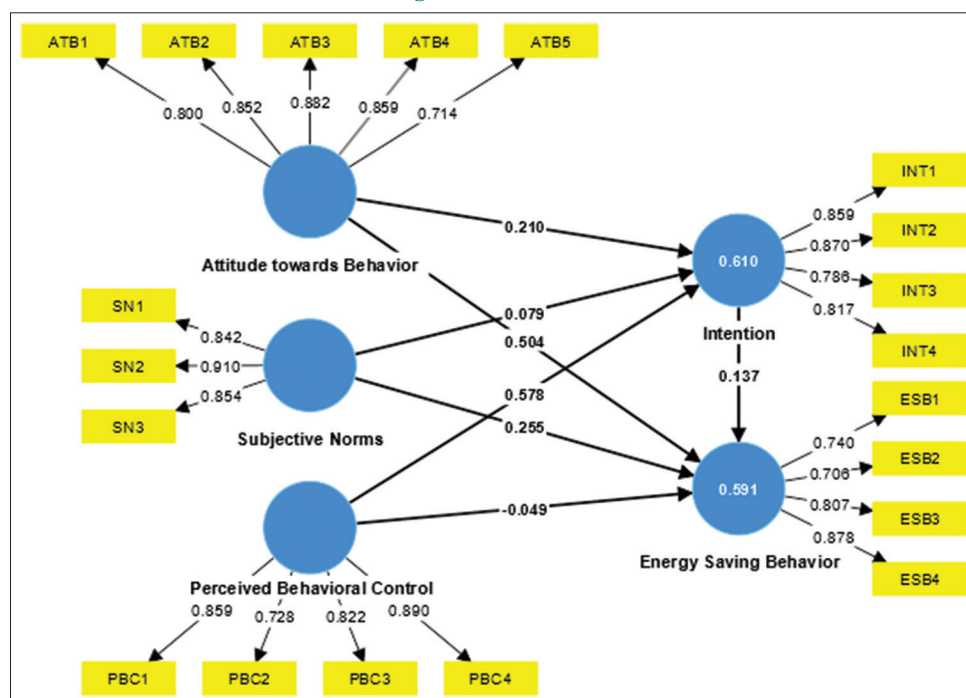 ATB1 ATB2 ATB3 ATB4 ATB5
0.800 0.852 0.882 0.859 0.714
Attitude towards Behavior
SN1
SN2
SN3
0.842
0.910
0.854
Subjective Norms
Perceived Behavioral Control
0.859 0.728 0.822 0.890
PBC1 PBC2 PBC3 PBC4
0.210
0.079
0.504
0.578
0.255
-0.049
0.610
Intention
0.137
0.591
Energy Saving Behavior
0.859
0.870
0.786
0.817
INT1
INT2
INT3
INT4
0.740
0.706
0.807
0.878
ESB1
ESB2
ESB3
ESB4